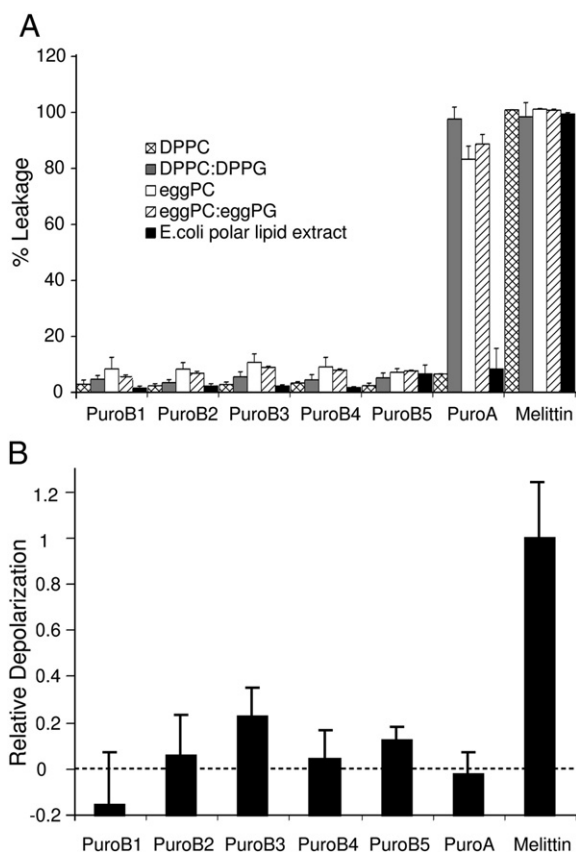 A
120
100
80
60
40
20
0
% Leakage
DPPC
DPPC:DPPG
eggPC
eggPC:eggPG
E.coli polar lipid extract
PuroB1 PuroB2 PuroB3 PuroB4 PuroB5 PuroA Melittin
B
1.2
1
0.8
0.6
0.4
0.2
0
-0.2
Relative Depolarization
PuroB1 PuroB2 PuroB3 PuroB4 PuroB5 PuroA Melittin